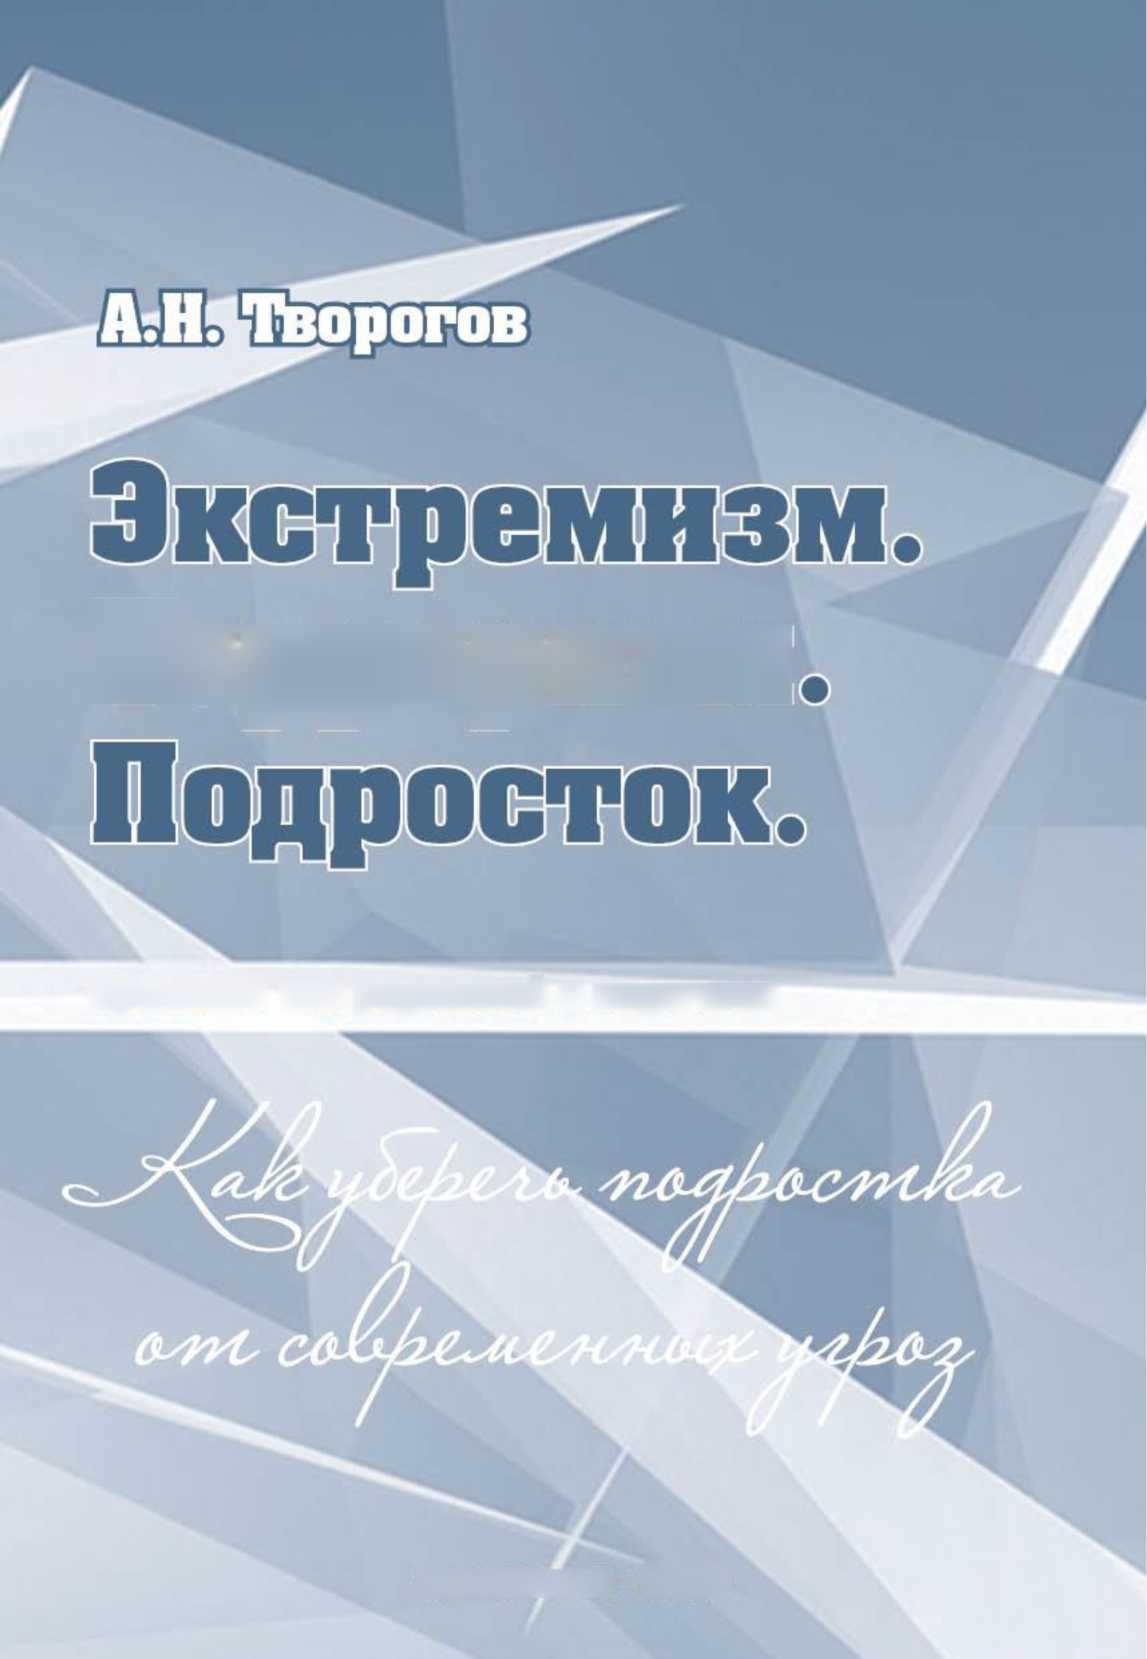 А.Н. Творогов
Экстремизм.
.
Подросток.
Как уберечь подростка
от современных угроз